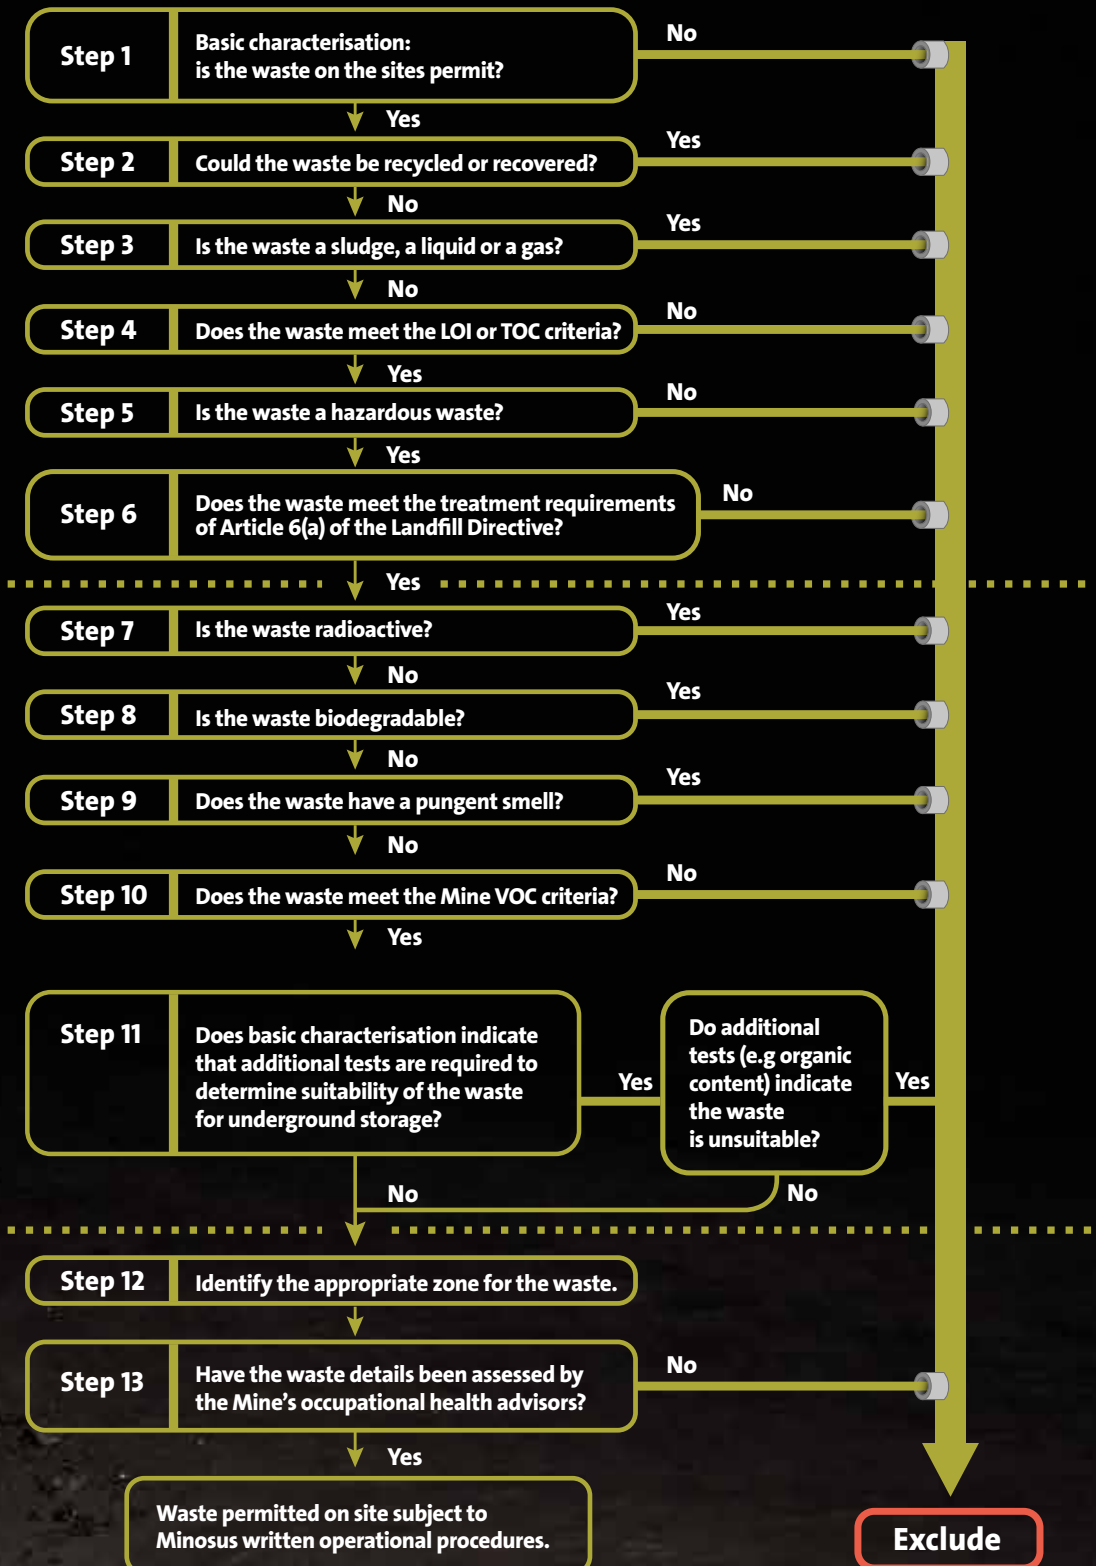 Step 1
Basic characterisation:
is the waste on the sites permit?
No
Yes
Step 2
Could the waste be recycled or recovered?
Yes
No
Step 3
Is the waste a sludge, a liquid or a gas?
Yes
No
Step 4
Does the waste meet the LOI or TOC criteria?
No
Yes
Step 5
Is the waste a hazardous waste?
No
Yes
Step 6
Does the waste meet the treatment requirements
of Article 6(a) of the Landfill Directive?
No
Yes
Step 7
Is the waste radioactive?
Yes
No
Step 8
Is the waste biodegradable?
Yes
No
Step 9
Does the waste have a pungent smell?
Yes
No
Step 10
Does the waste meet the Mine VOC criteria?
No
Yes
Step 11
Does basic characterisation indicate
that additional tests are required to
determine suitability of the waste
for underground storage?
Yes
Do additional
tests (e.g organic
content) indicate
the waste
is unsuitable?
Yes
No
No
Step 12
Identify the appropriate zone for the waste.
Step 13
Have the waste details been assessed by
the Mine's occupational health advisors?
No
Yes
Waste permitted on site subject to
Minosus written operational procedures.
Exclude